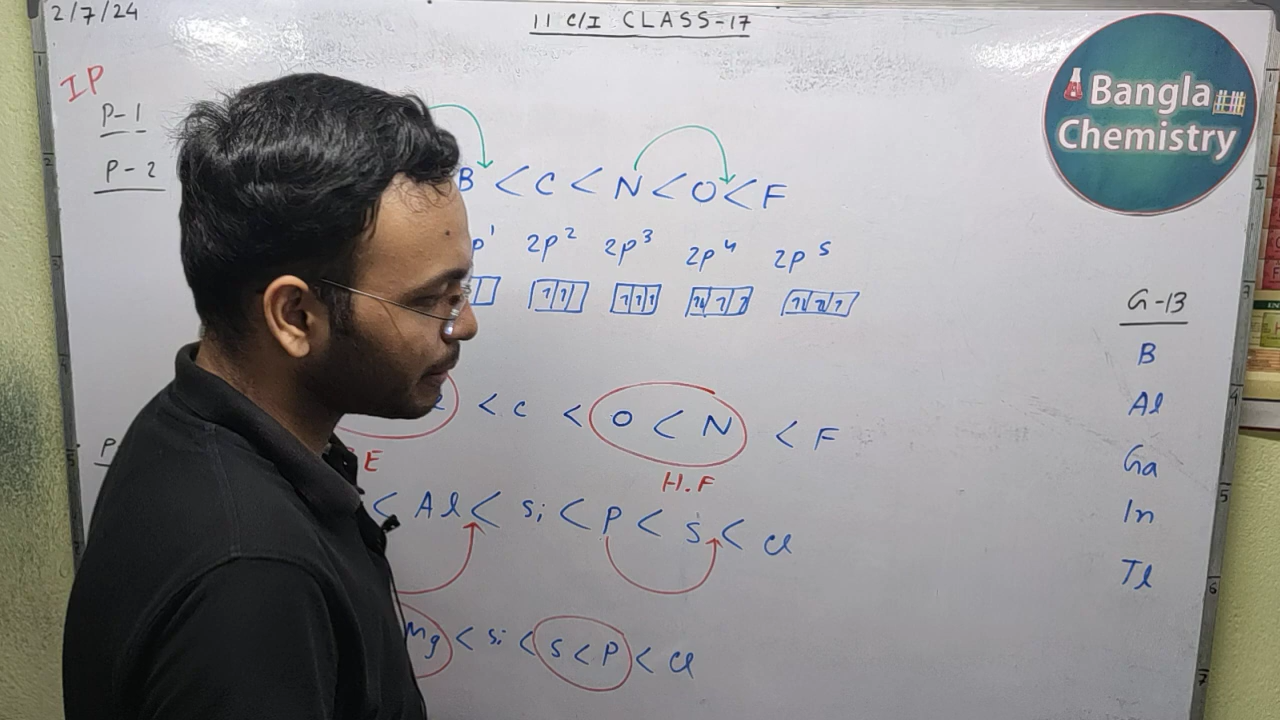 2/7/24
11 C/I CLASS-17
Bangla
Chemistry
IP
P-1
P-2
B < C < N < O < F
p¹ 2p² 2p³ 2p⁴ 2p⁵
G-13
B
Al
Ga
In
Tl
< C < O < N < F
E
H.F
P
< Al < Si < P < S < Cl
Mg < Si < S < P < Cl